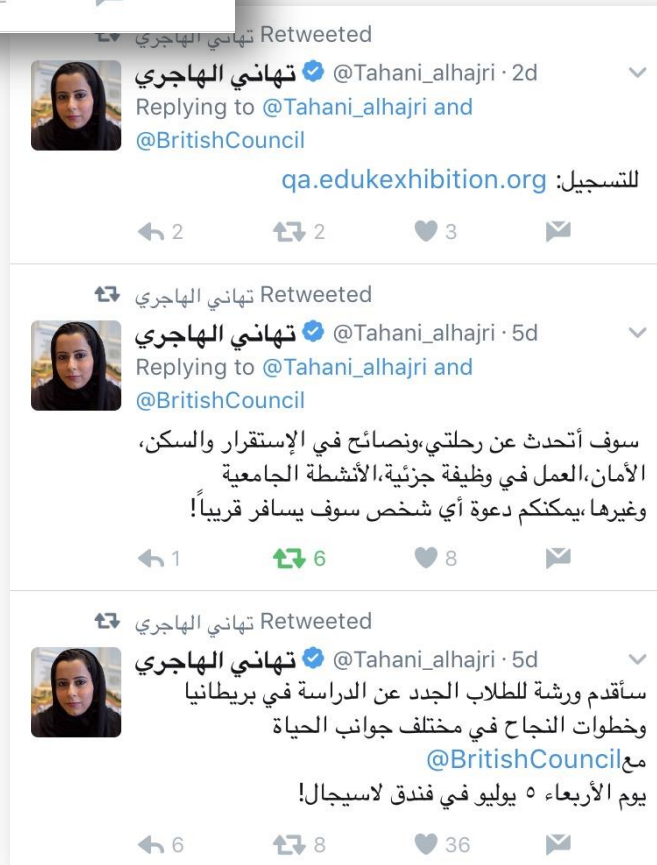 تهاني الهاجري Retweeted
تهاني الهاجري @Tahani_alhajri · 2d
Replying to @Tahani_alhajri and
@BritishCouncil
للتسجيل: qa.edukexhibition.org
2 2 3
تهاني الهاجري Retweeted
تهاني الهاجري @Tahani_alhajri · 5d
Replying to @Tahani_alhajri and
@BritishCouncil
سوف أتحدث عن رحلتي،ونصائح في الإستقرار والسكن،
الأمان،العمل في وظيفة جزئية،الأنشطة الجامعية
وغيرها،يمكنكم دعوة أي شخص سوف يسافر قريباً!
1 6 8
تهاني الهاجري Retweeted
تهاني الهاجري @Tahani_alhajri · 5d
سأقدم ورشة للطلاب الجدد عن الدراسة في بريطانيا
وخطوات النجاح في مختلف جوانب الحياة
مع@BritishCouncil
يوم الأربعاء ٥ يوليو في فندق لاسيجال!
6 8 36